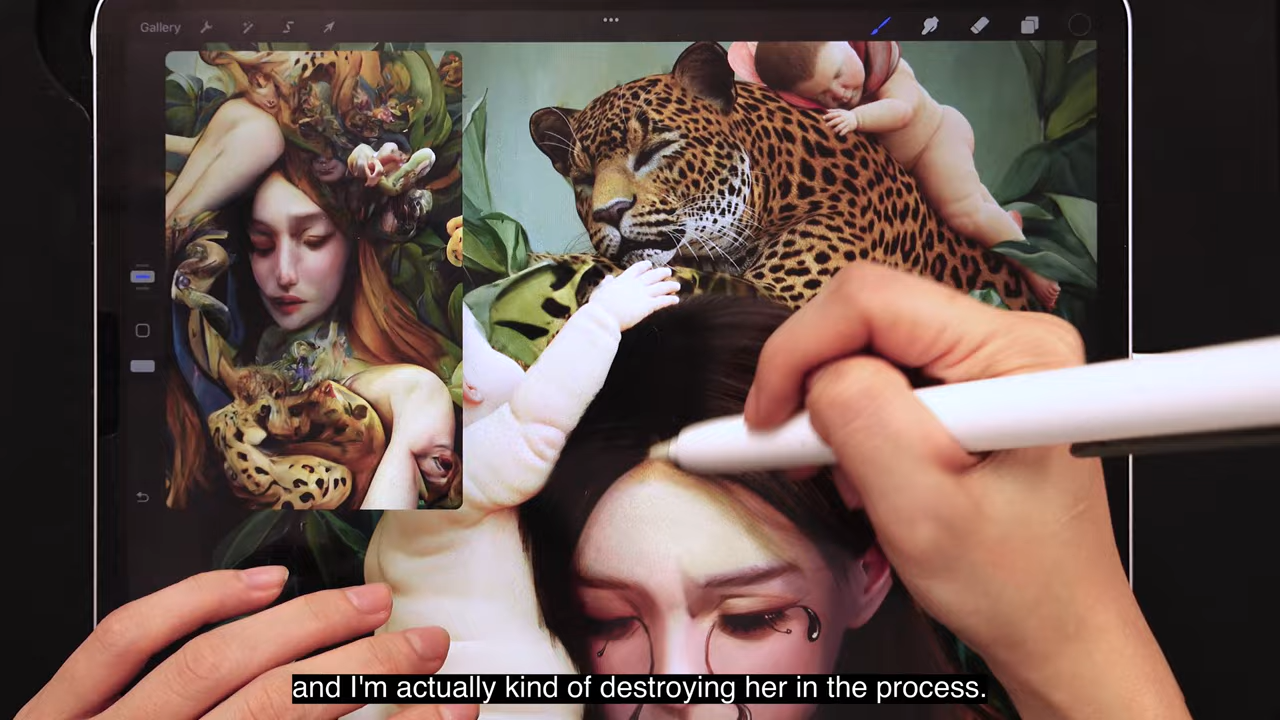 Gallery
and I'm actually kind of destroying her in the process.